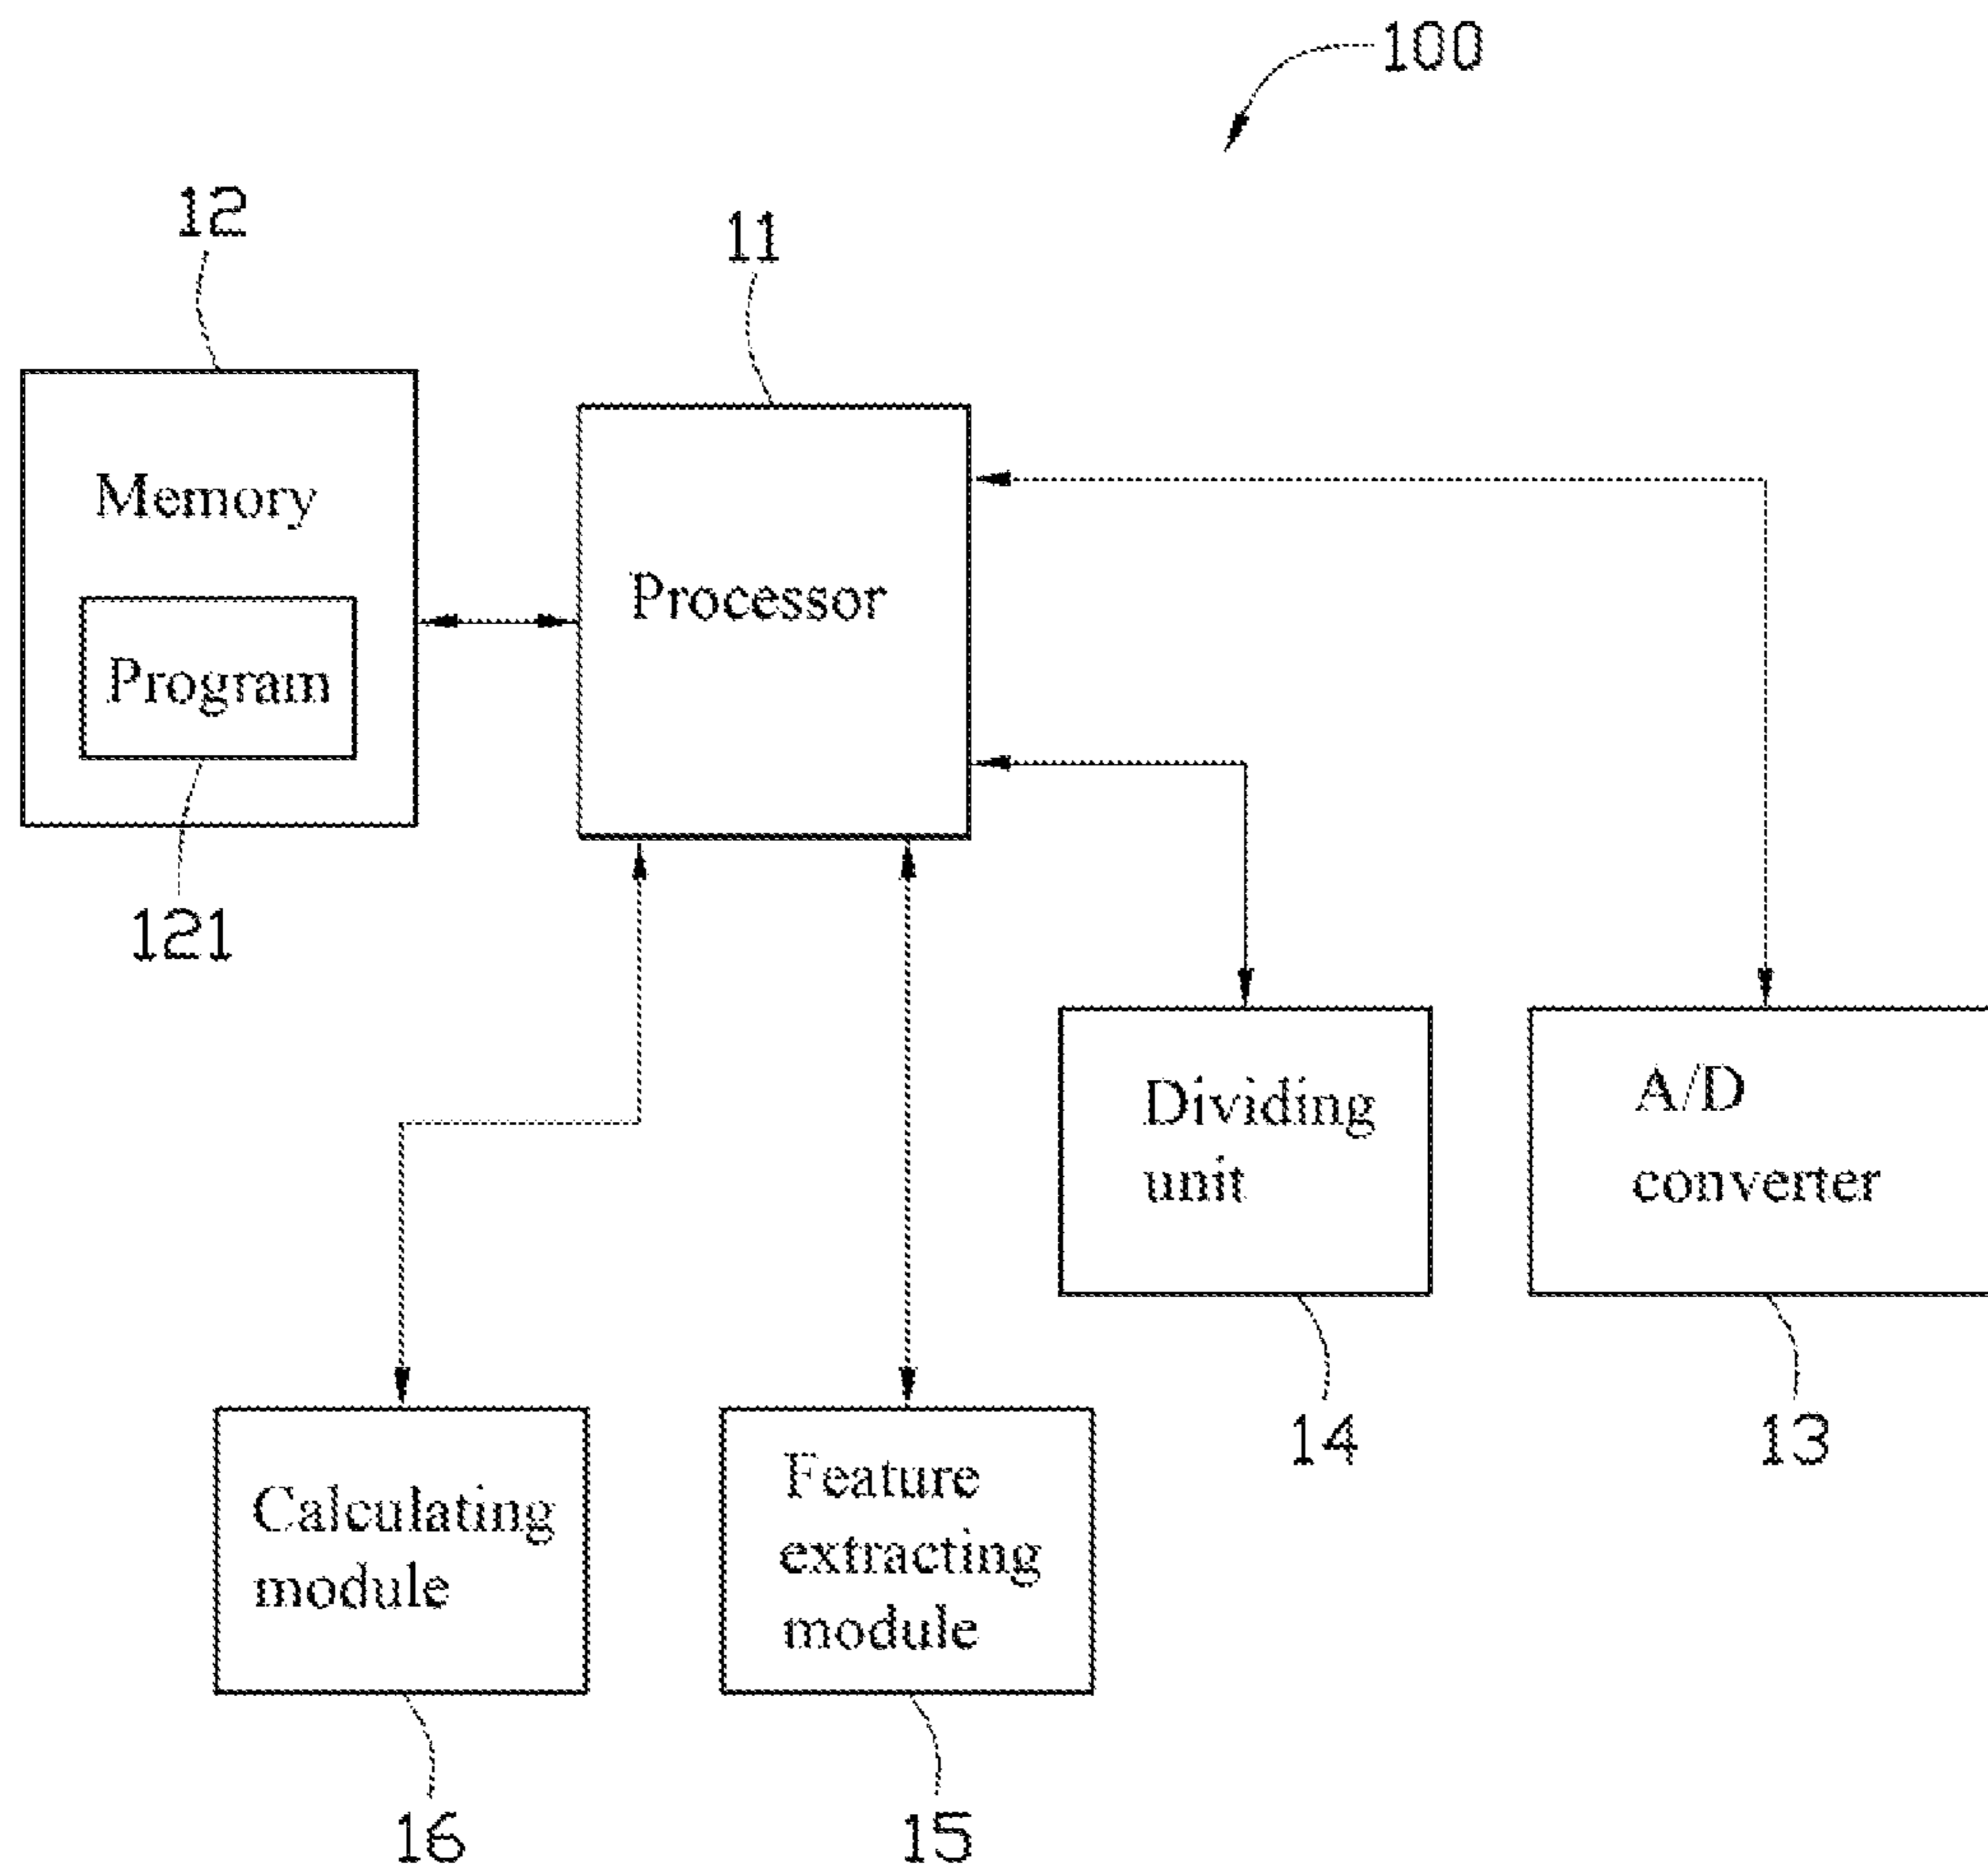 100
12
11
Memory
Processor
Program
121
Dividing
unit
A/D
converter
14
13
Calculating
module
Feature
extracting
module
16
15